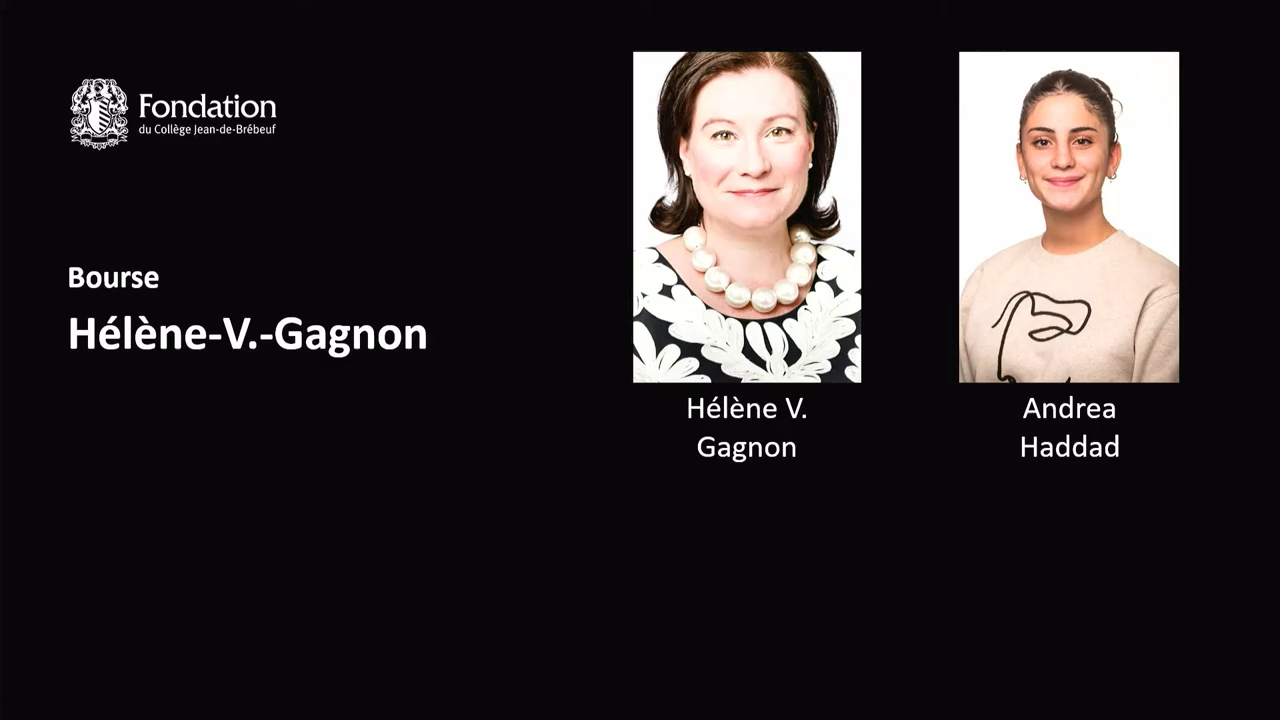 Fondation
du Collège Jean-de-Brébeuf
Bourse
Hélène-V.-Gagnon
Hélène V.
Gagnon
Andrea
Haddad